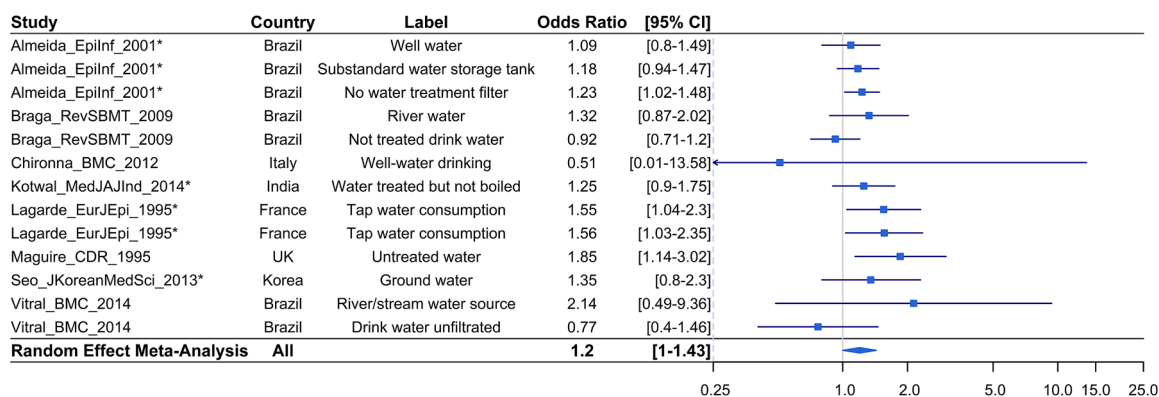 Study Country Label Odds Ratio [95% CI]
Almeida_EpiInf_2001* Brazil Well water 1.09 [0.8-1.49]
Almeida_EpiInf_2001* Brazil Substandard water storage tank 1.18 [0.94-1.47]
Almeida_EpiInf_2001* Brazil No water treatment filter 1.23 [1.02-1.48]
Braga_RevSBMT_2009 Brazil River water 1.32 [0.87-2.02]
Braga_RevSBMT_2009 Brazil Not treated drink water 0.92 [0.71-1.2]
Chironna_BMC_2012 Italy Well-water drinking 0.51 [0.01-13.58]
Kotwal_MedJAJInd_2014* India Water treated but not boiled 1.25 [0.9-1.75]
Lagarde_EurJEpi_1995* France Tap water consumption 1.55 [1.04-2.3]
Lagarde_EurJEpi_1995* France Tap water consumption 1.56 [1.03-2.35]
Maguire_CDR_1995 UK Untreated water 1.85 [1.14-3.02]
Seo_JKoreanMedSci_2013* Korea Ground water 1.35 [0.8-2.3]
Vitral_BMC_2014 Brazil River/stream water source 2.14 [0.49-9.36]
Vitral_BMC_2014 Brazil Drink water unfiltrated 0.77 [0.4-1.46]
Random Effect Meta-Analysis All 1.2 [1-1.43]
0.25 1.0 2.0 5.0 10.0 15.0 25.0